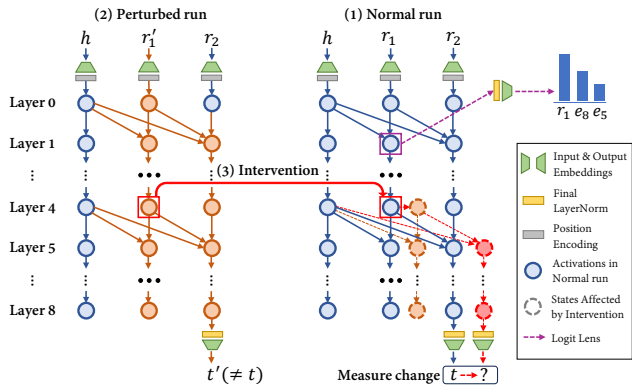 (2) Perturbed run
(1) Normal run
h r₁′ r₂
h r₁ r₂
r₁ e₈ e₅
Layer 0
Layer 1
⋮ ••• ⋮ ⋮ ••• ⋮
(3) Intervention
Layer 4
Layer 5
⋮ ••• ⋮ ⋮ ••• ⋮
Layer 8
t′(≠ t)
Measure change t ?
Input & Output
Embeddings
Final
LayerNorm
Position
Encoding
Activations in
Normal run
States Affected
by Intervention
Logit Lens